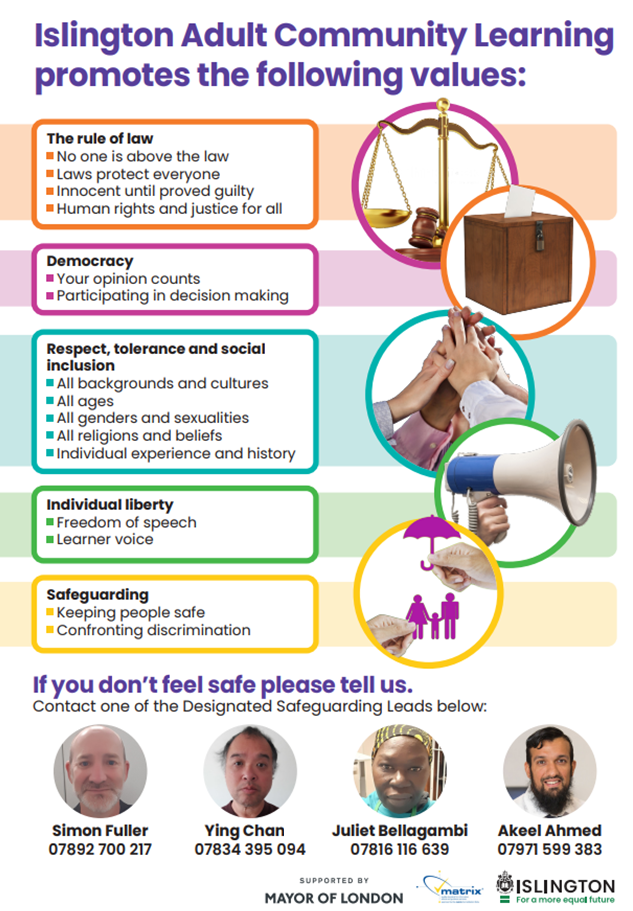 Islington Adult Community Learning
promotes the following values:
The rule of law
No one is above the law
Laws protect everyone
Innocent until proved guilty
Human rights and justice for all
Democracy
Your opinion counts
Participating in decision making
Respect, tolerance and social
inclusion
All backgrounds and cultures
All ages
All genders and sexualities
All religions and beliefs
Individual experience and history
Individual liberty
Freedom of speech
Learner voice
Safeguarding
Keeping people safe
Confronting discrimination
If you don’t feel safe please tell us.
Contact one of the Designated Safeguarding Leads below:
Simon Fuller
07892 700 217
Ying Chan
07834 395 094
Juliet Bellagambi
07816 116 639
Akeel Ahmed
07971 599 383
SUPPORTED BY
MAYOR OF LONDON
matrix
ISLINGTON
For a more equal future